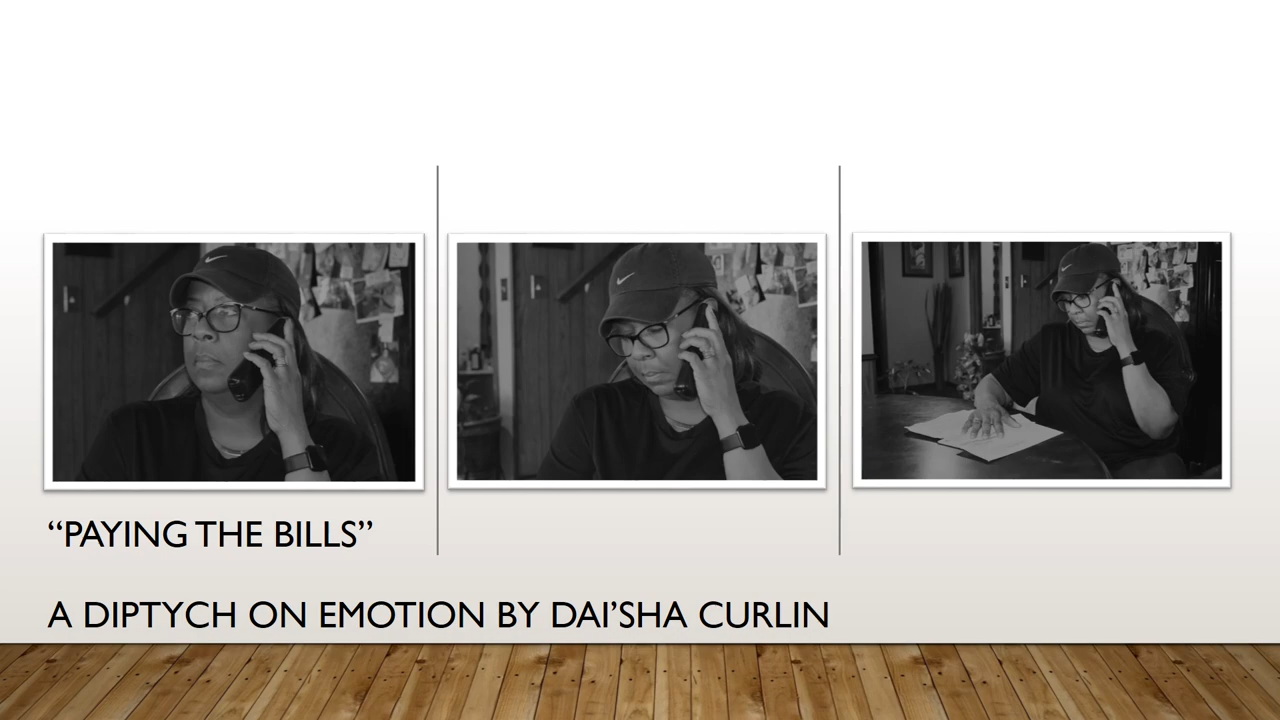 “PAYING THE BILLS”
A DIPTYCH ON EMOTION BY DAI’SHA CURLIN